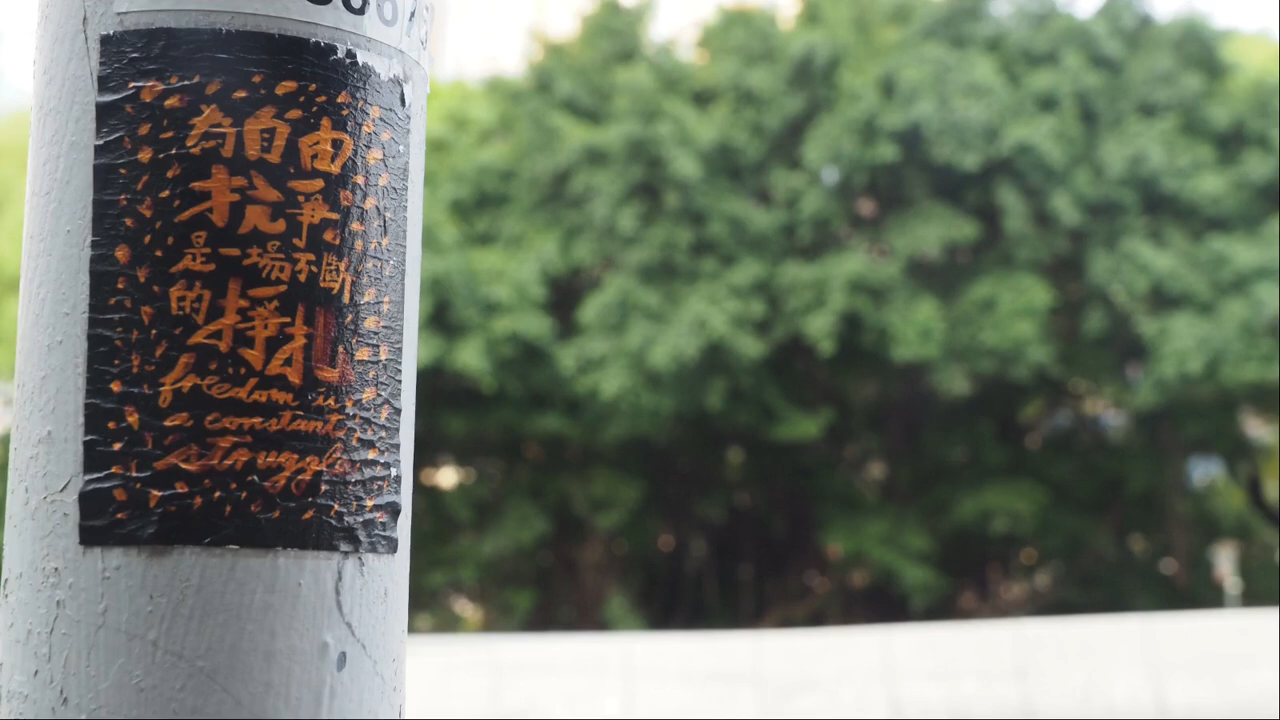 為自由
抗爭
是一場不斷
的掙扎
freedom is
a constant
struggle